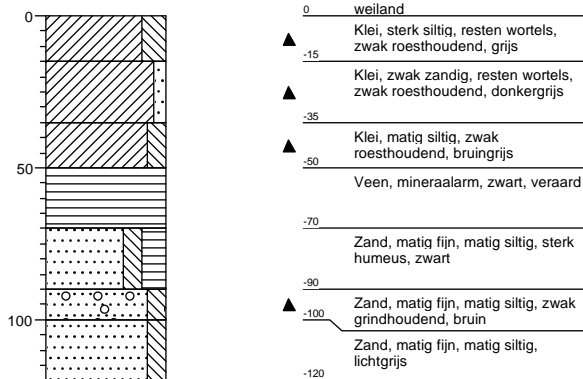 0
50
100
0 weiland
Klei, sterk siltig, resten wortels,
zwak roesthoudend, grijs
-15
Klei, zwak zandig, resten wortels,
zwak roesthoudend, donkergrijs
-35
Klei, matig siltig, zwak
roesthoudend, bruingrijs
-50
Veen, mineraalarm, zwart, veraard
-70
Zand, matig fijn, matig siltig, sterk
humeus, zwart
-90
Zand, matig fijn, matig siltig, zwak
grindhoudend, bruin
-100
Zand, matig fijn, matig siltig,
lichtgrijs
-120